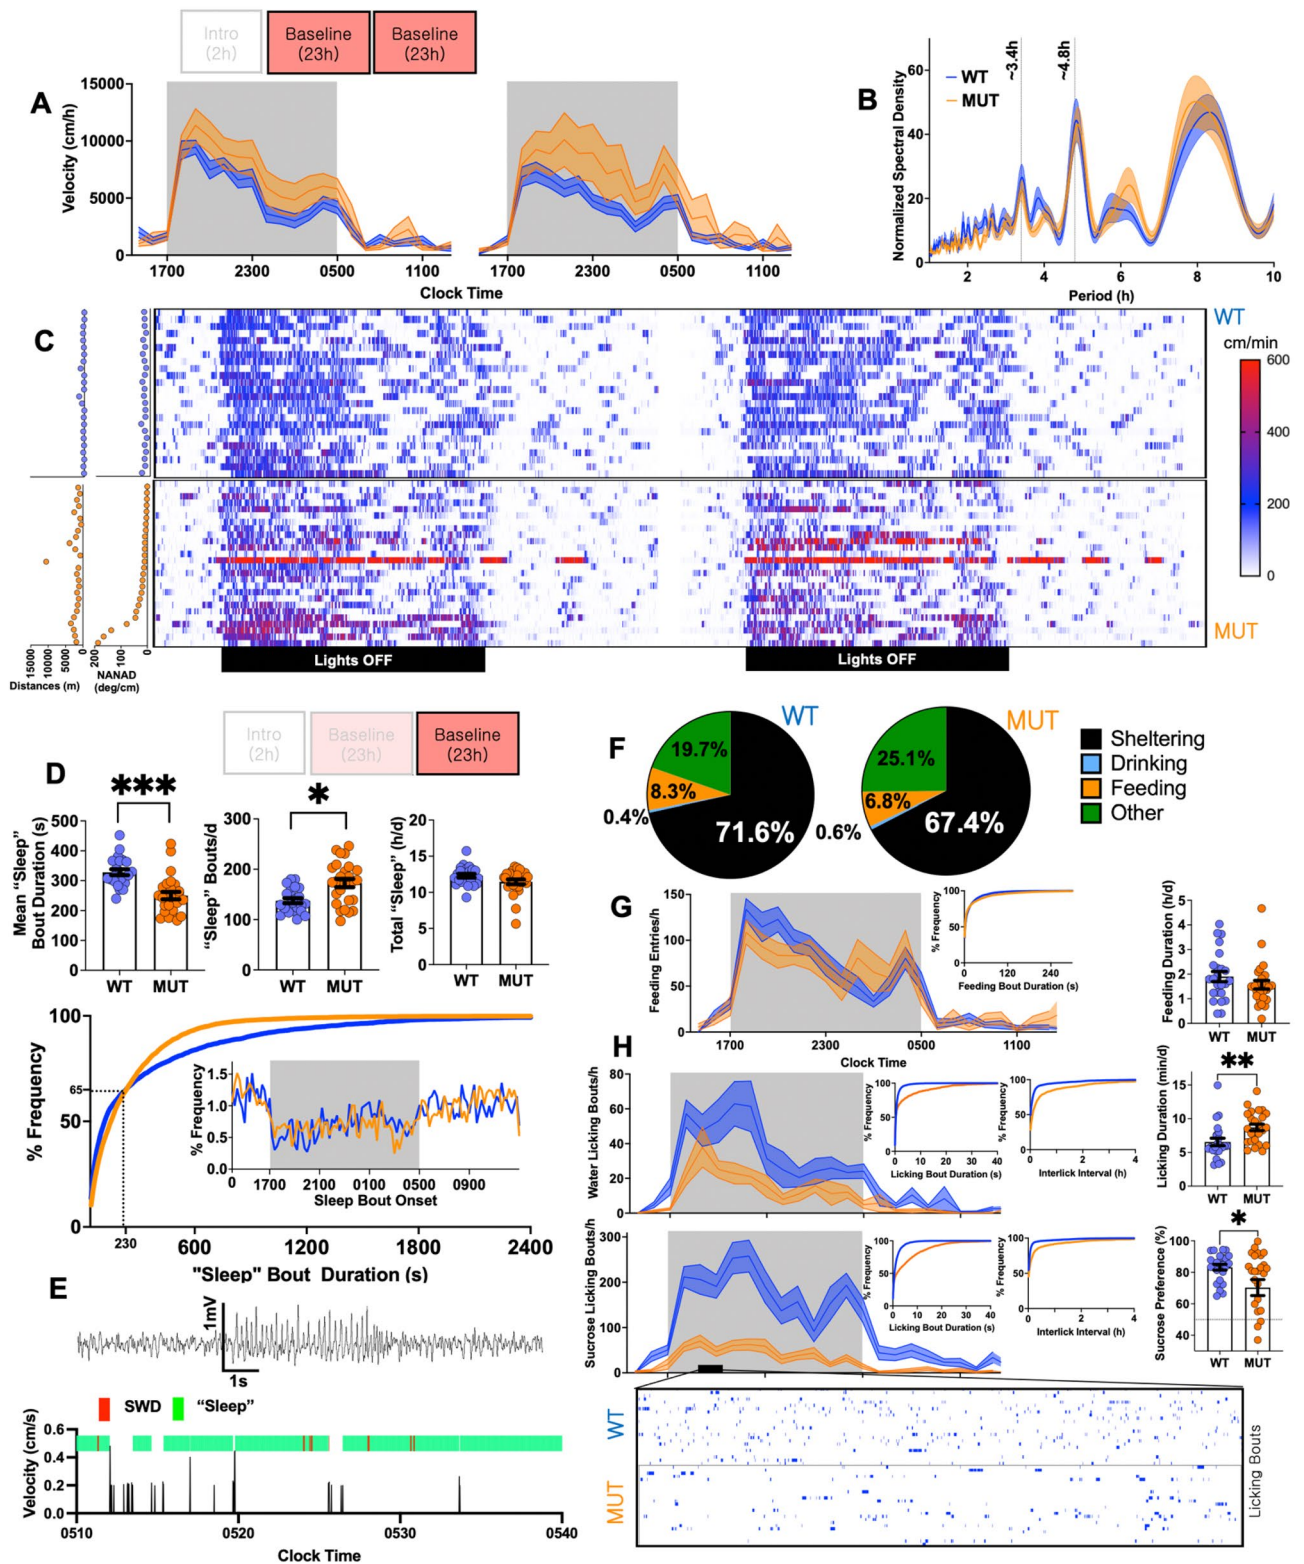 Intro
(2h)
Baseline
(23h)
Baseline
(23h)
A
Velocity (cm/h)
15000
10000
5000
0
1700
2300
0500
1100
1700
2300
0500
1100
Clock Time
B
Normalized Spectral Density
60
40
20
0
WT
MUT
~3.4h
~4.8h
2
4
6
8
10
Period (h)
C
WT
MUT
cm/min
600
400
200
0
Lights OFF
Lights OFF
15000
10000
5000
0
Distances (m)
200
100
0
NANAD
(deg/cm)
Intro
(2h)
Baseline
(23h)
Baseline
(23h)
D
***
Mean “Sleep”
Bout Duration (s)
500
400
300
200
100
0
WT
MUT
*
“Sleep” Bouts/d
300
200
100
0
WT
MUT
Total “Sleep” (h/d)
20
15
10
5
0
WT
MUT
% Frequency
100
65
50
0
230
600
1200
1800
2400
"Sleep" Bout Duration (s)
% Frequency
1.5
1.0
0.5
0.0
0
1700
2100
0100
0500
0900
Sleep Bout Onset
E
1mV
1s
SWD
“Sleep”
Velocity (cm/s)
0.6
0.4
0.2
0.0
0510
0520
0530
0540
Clock Time
F
WT
19.7%
8.3%
0.4%
71.6%
MUT
25.1%
6.8%
0.6%
67.4%
Sheltering
Drinking
Feeding
Other
G
Feeding Entries/h
150
100
50
0
1700
2300
0500
1100
Clock Time
% Frequency
100
50
0
0
120
240
Feeding Bout Duration (s)
Feeding Duration (h/d)
5
4
3
2
1
0
WT
MUT
H
Water Licking Bouts/h
80
60
40
20
0
% Frequency
100
50
0
0
10
20
30
40
Licking Bout Duration (s)
% Frequency
100
50
0
0
2
4
Interlick Interval (h)
**
Licking Duration (min/d)
15
10
5
0
WT
MUT
Sucrose Licking Bouts/h
300
200
100
0
% Frequency
100
50
0
0
10
20
30
40
Licking Bout Duration (s)
% Frequency
100
50
0
0
2
4
Interlick Interval (h)
*
Sucrose Preference (%)
100
80
60
40
WT
MUT
WT
MUT
Licking Bouts